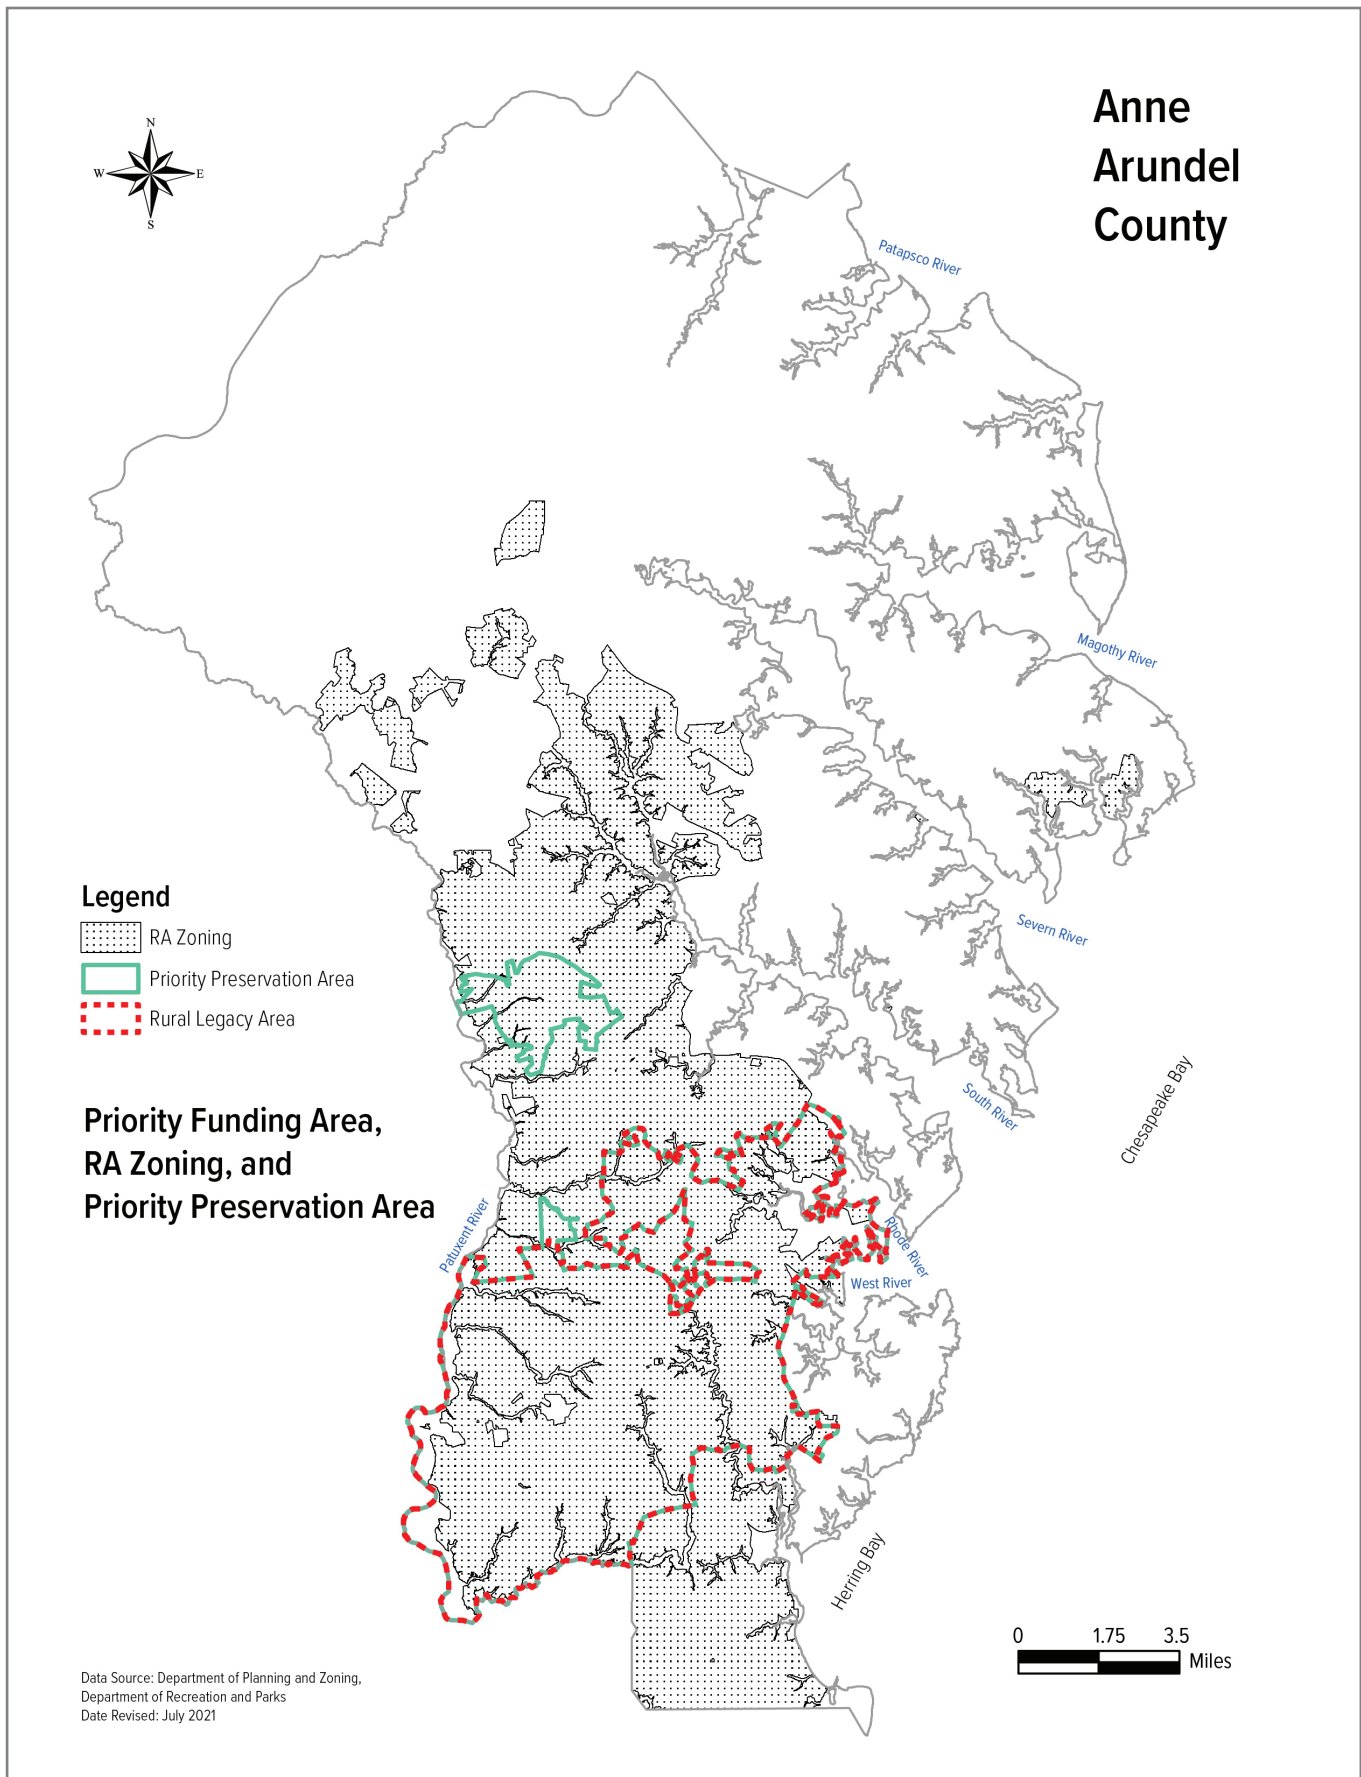 Anne
Arundel
County
N
W
E
S
Patapsco River
Magothy River
Severn River
South River
Chesapeake Bay
Rhode River
West River
Patuxent River
Herring Bay
Legend
RA Zoning
Priority Preservation Area
Rural Legacy Area
Priority Funding Area,
RA Zoning, and
Priority Preservation Area
0 1.75 3.5
Miles
Data Source: Department of Planning and Zoning,
Department of Recreation and Parks
Date Revised: July 2021